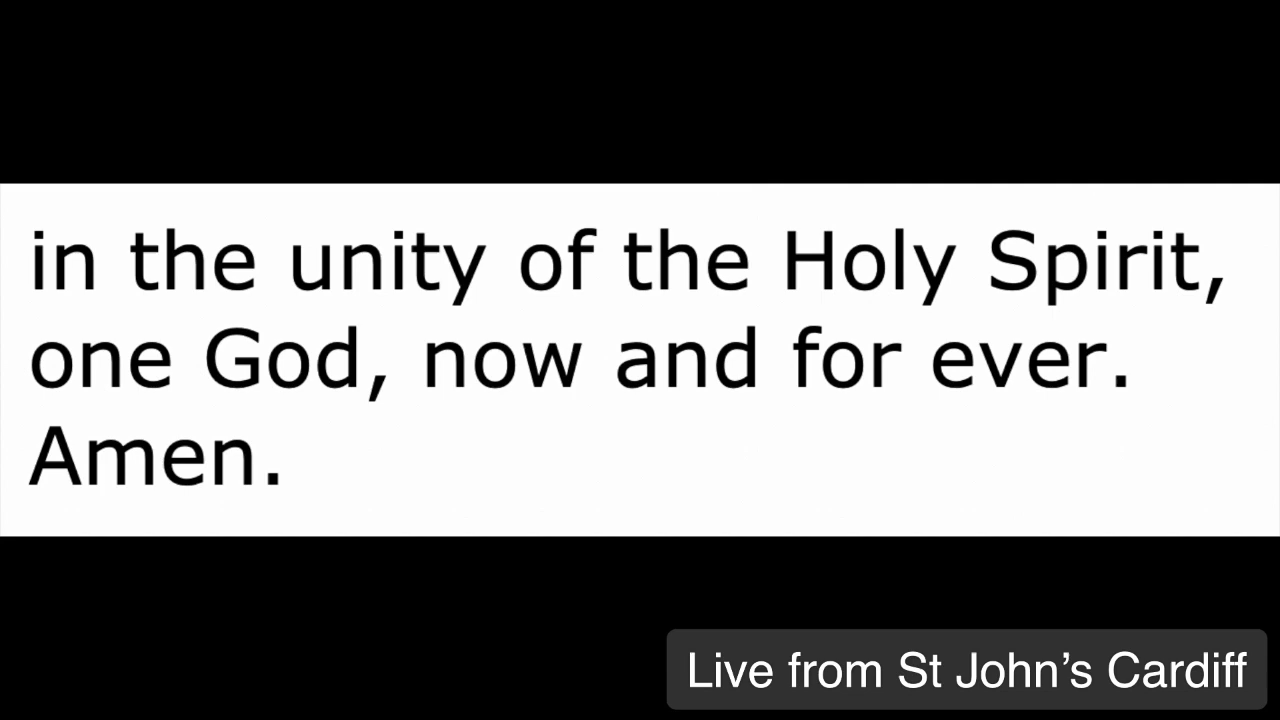 in the unity of the Holy Spirit,
one God, now and for ever.
Amen.
Live from St John’s Cardiff